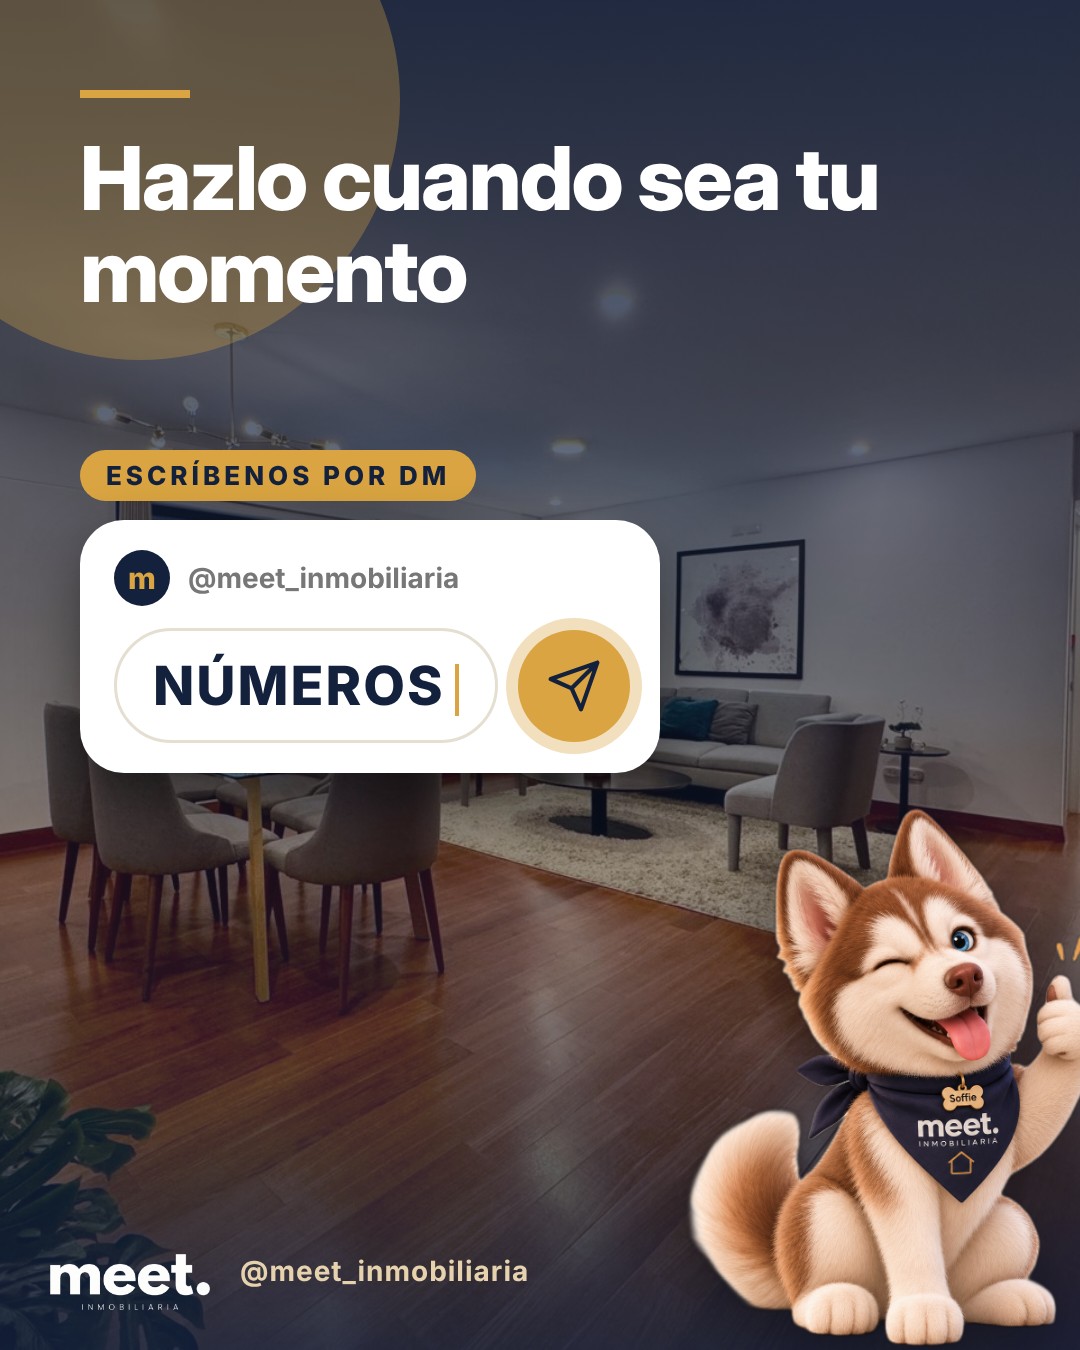 Hazlo cuando sea tu
momento
ESCRÍBENOS POR DM
m
@meet_inmobiliaria
NÚMEROS
Soffie
meet.
INMOBILIARIA
meet.
INMOBILIARIA
@meet_inmobiliaria